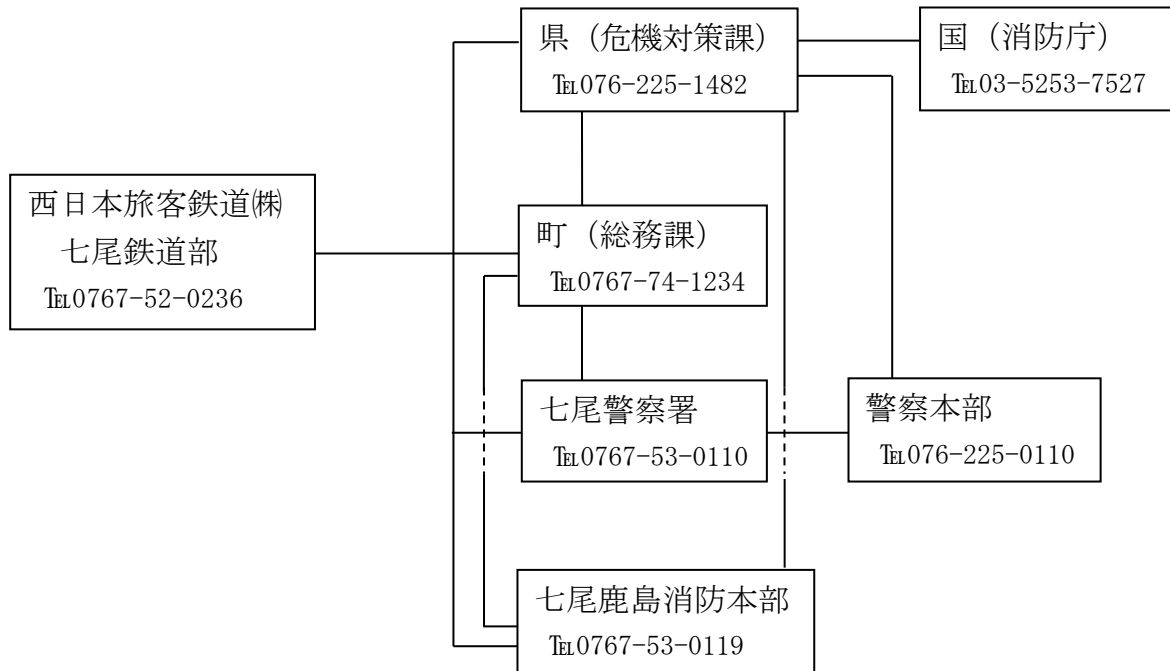 県（危機対策課）
℡076-225-1482
国（消防庁）
℡03-5253-7527
西日本旅客鉄道㈱
七尾鉄道部
℡0767-52-0236
町（総務課）
℡0767-74-1234
七尾警察署
℡0767-53-0110
警察本部
℡076-225-0110
七尾鹿島消防本部
℡0767-53-0119